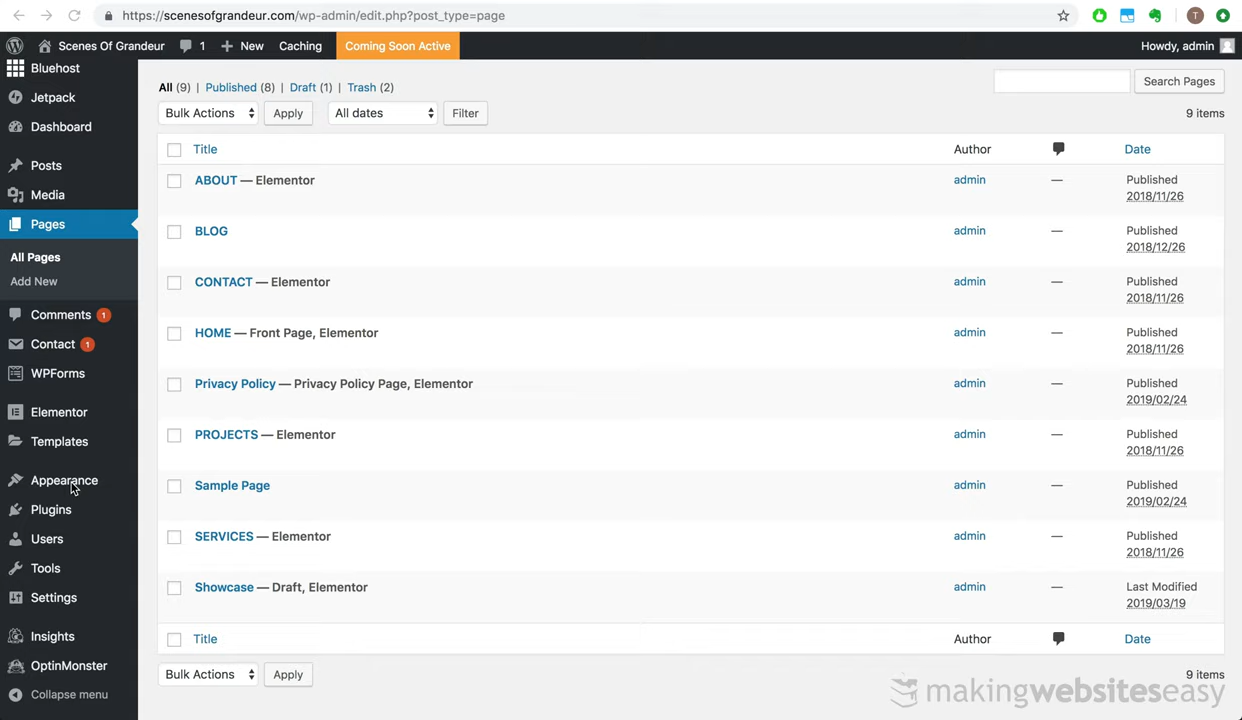 https://scenesofgrandeur.com/wp-admin/edit.php?post_type=page
T
Scenes Of Grandeur 1 New Caching Coming Soon Active Howdy, admin
Bluehost
Jetpack
Dashboard
Posts
Media
Pages
All Pages
Add New
Comments 1
Contact 1
WPForms
Elementor
Templates
Appearance
Plugins
Users
Tools
Settings
Insights
OptinMonster
Collapse menu
All (9) | Published (8) | Draft (1) | Trash (2)
Search Pages
Bulk Actions Apply All dates Filter 9 items
Title Author Date
ABOUT — Elementor admin — Published
2018/11/26
BLOG admin — Published
2018/12/26
CONTACT — Elementor admin — Published
2018/11/26
HOME — Front Page, Elementor admin — Published
2018/11/26
Privacy Policy — Privacy Policy Page, Elementor admin — Published
2019/02/24
PROJECTS — Elementor admin — Published
2018/11/26
Sample Page admin — Published
2019/02/24
SERVICES — Elementor admin — Published
2018/11/26
Showcase — Draft, Elementor admin — Last Modified
2019/03/19
Title Author Date
Bulk Actions Apply 9 items
makingwebsiteseasy